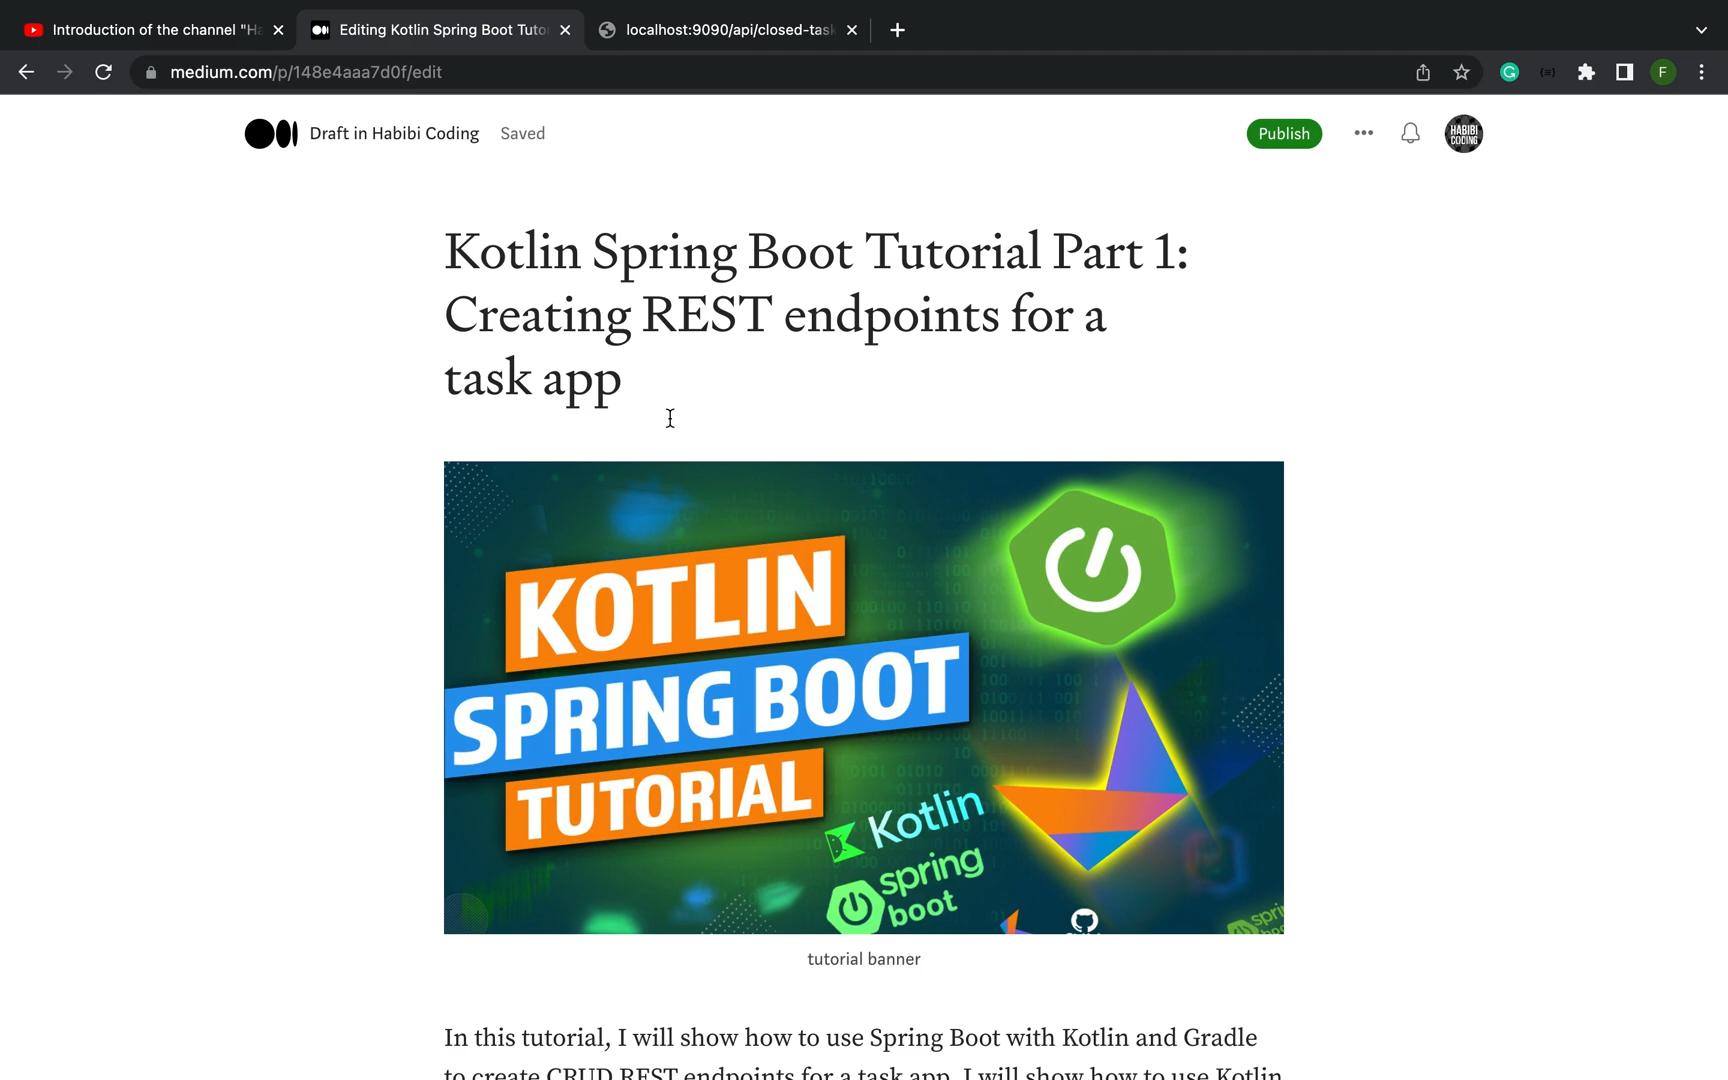 Introduction of the channel "Ha
Editing Kotlin Spring Boot Tuto
localhost:9090/api/closed-task
medium.com/p/148e4aaa7d0f/edit
F
Draft in Habibi Coding Saved
Publish
HABIBI
CODING
Kotlin Spring Boot Tutorial Part 1:
Creating REST endpoints for a
task app
KOTLIN
SPRING BOOT
TUTORIAL
Kotlin
spring
boot
tutorial banner
In this tutorial, I will show how to use Spring Boot with Kotlin and Gradle
to create CRUD REST endpoints for a task app. I will show how to use Kotlin